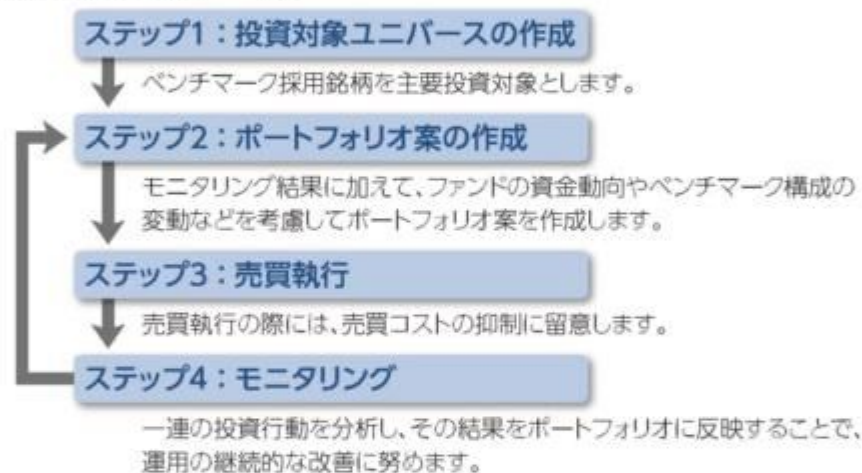 ステップ1：投資対象ユニバースの作成
ベンチマーク採用銘柄を主要投資対象とします。
ステップ2：ポートフォリオ案の作成
モニタリング結果に加えて、ファンドの資金動向やベンチマーク構成の
変動などを考慮してポートフォリオ案を作成します。
ステップ3：売買執行
売買執行の際には、売買コストの抑制に留意します。
ステップ4：モニタリング
一連の投資行動を分析し、その結果をポートフォリオに反映することで、
運用の継続的な改善に努めます。